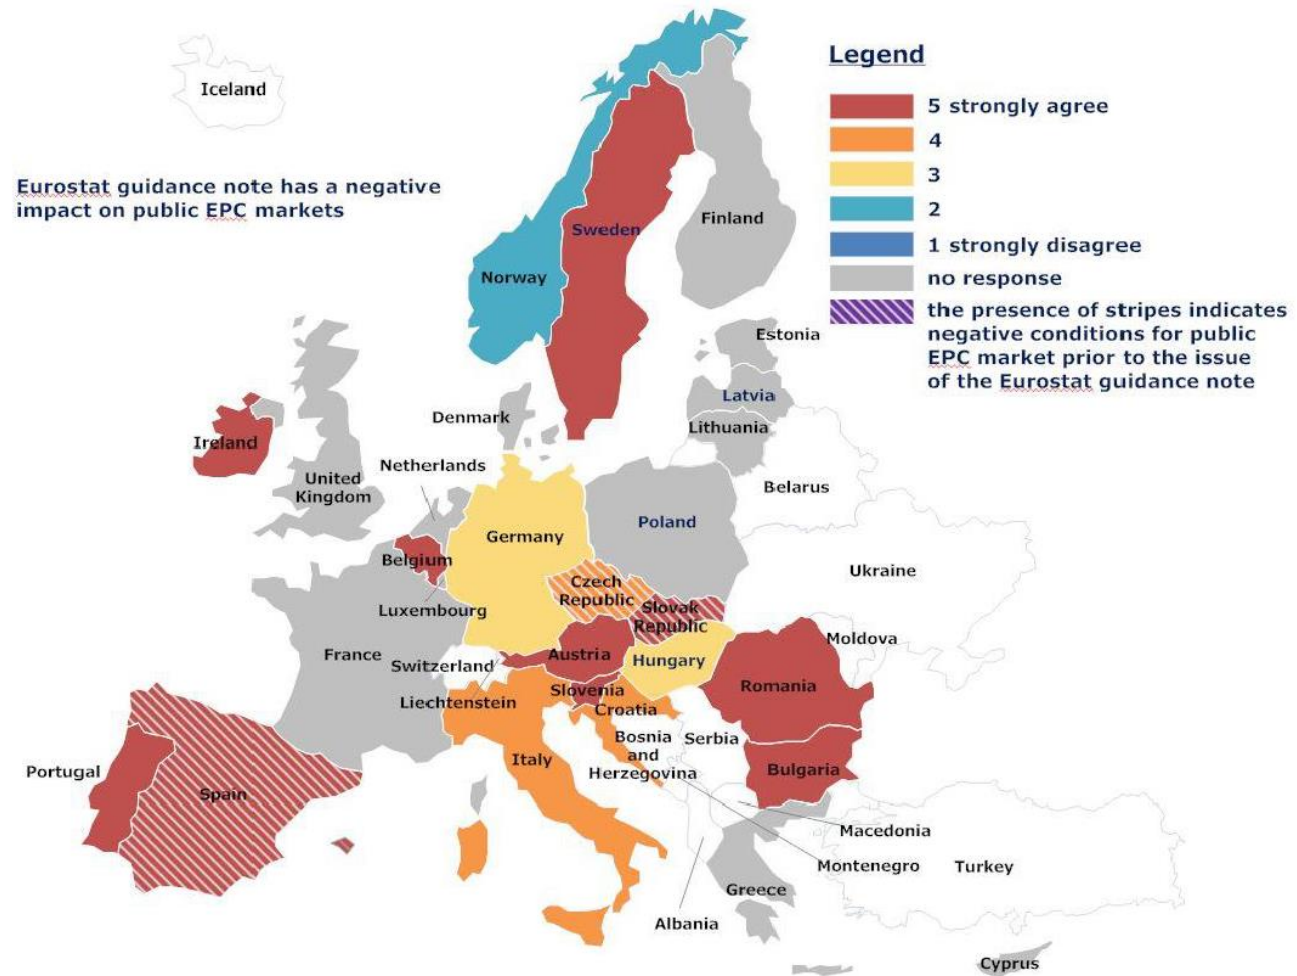 Iceland
Eurostat guidance note has a negative
impact on public EPC markets
Legend
5 strongly agree
4
3
2
1 strongly disagree
no response
the presence of stripes indicates
negative conditions for public
EPC market prior to the issue
of the Eurostat guidance note
Finland
Sweden
Norway
Estonia
Latvia
Lithuania
Denmark
Ireland
Netherlands
United
Kingdom
Belarus
Poland
Germany
Belgium
Ukraine
Czech
Republic
Luxembourg
Slovak
Republic
Moldova
France
Switzerland
Austria
Hungary
Liechtenstein
Slovenia
Romania
Croatia
Bosnia
and
Herzegovina
Serbia
Italy
Portugal
Spain
Bulgaria
Macedonia
Montenegro
Turkey
Greece
Albania
Cyprus